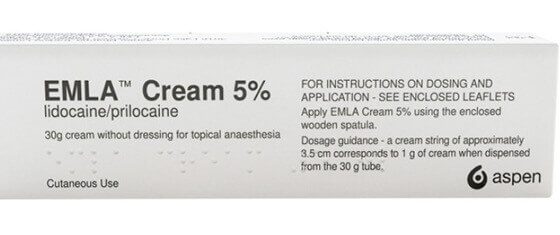 EMLA™ Cream 5%
lidocaine/prilocaine
30g cream without dressing for topical anaesthesia
Cutaneous Use
FOR INSTRUCTIONS ON DOSING AND
APPLICATION - SEE ENCLOSED LEAFLETS
Apply EMLA Cream 5% using the enclosed
wooden spatula.
Dosage guidance - a cream string of approximately
3.5 cm corresponds to 1 g of cream when dispensed
from the 30 g tube.
aspen